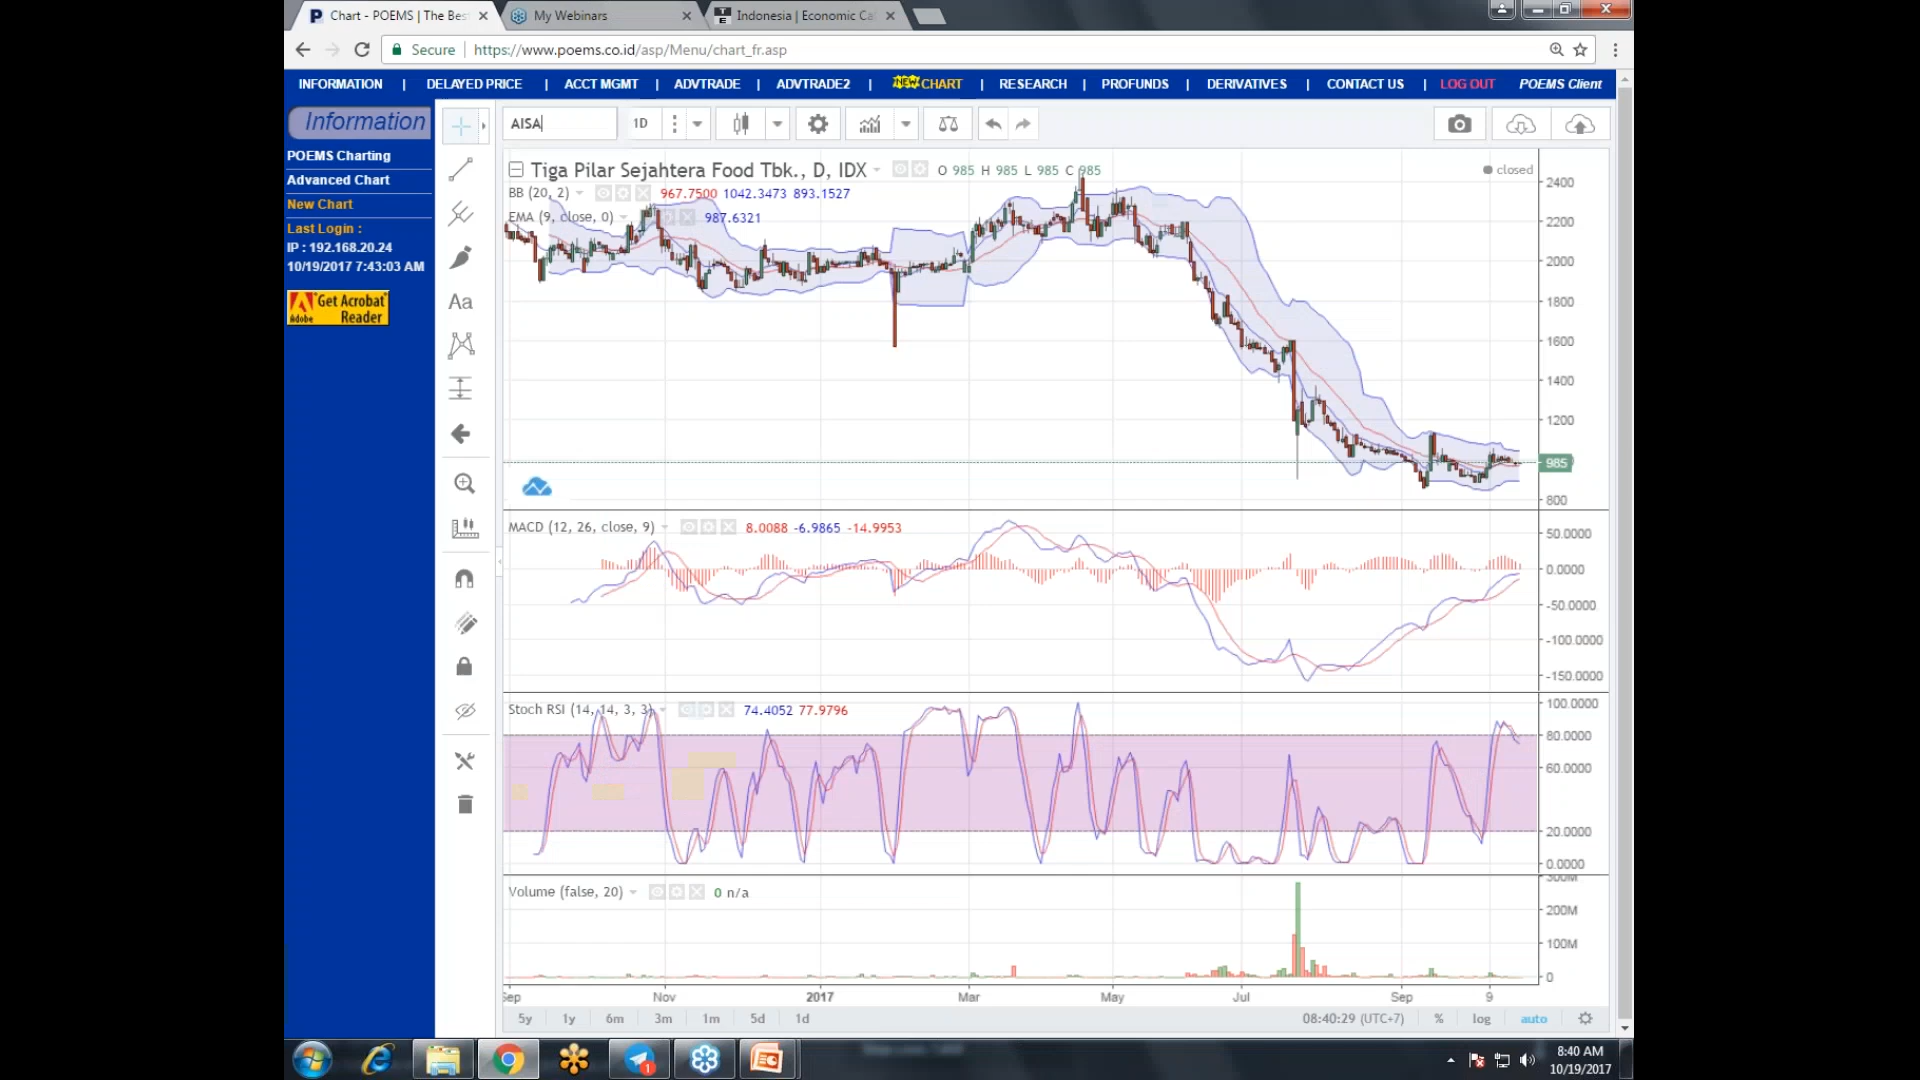 Chart - POEMS | The Bes
My Webinars
Indonesia | Economic Ca
Secure
https://www.poems.co.id/asp/Menu/chart_fr.asp
INFORMATION | DELAYED PRICE | ACCT MGMT | ADVTRADE | ADVTRADE2 | NEW CHART | RESEARCH | PROFUNDS | DERIVATIVES | CONTACT US | LOG OUT POEMS Client
Information
POEMS Charting
Advanced Chart
New Chart
Last Login :
IP : 192.168.20.24
10/19/2017 7:43:03 AM
Get Acrobat
Adobe Reader
AISA 1D
Tiga Pilar Sejahtera Food Tbk., D, IDX O 985 H 985 L 985 C 985
closed
BB (20, 2) 967.7500 1042.3473 893.1527
EMA (9, close, 0) 987.6321
2400
2200
2000
1800
1600
1400
1200
985
800
Aa
MACD (12, 26, close, 9) 8.0088 -6.9865 -14.9953
50.0000
0.0000
-50.0000
-100.0000
-150.0000
Stoch RSI (14, 14, 3, 3) 74.4052 77.9796
100.0000
80.0000
60.0000
20.0000
0.0000
Volume (false, 20) 0 n/a
300M
200M
100M
0
Sep Nov 2017 Mar May Jul Sep 9
5y 1y 6m 3m 1m 5d 1d 08:40:29 (UTC+7) % log auto
1
8:40 AM
10/19/2017